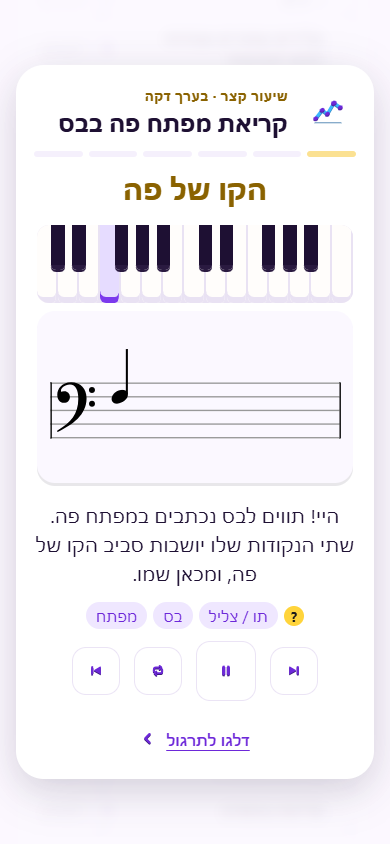 שיעור קצר · בערך דקה
קריאת מפתח פה בבס
הקו של פה
היי! תווים לבס נכתבים במפתח פה.
שתי הנקודות שלו יושבות סביב הקו של
פה, ומכאן שמו.
? תו / צליל בס מפתח
דלגו לתרגול